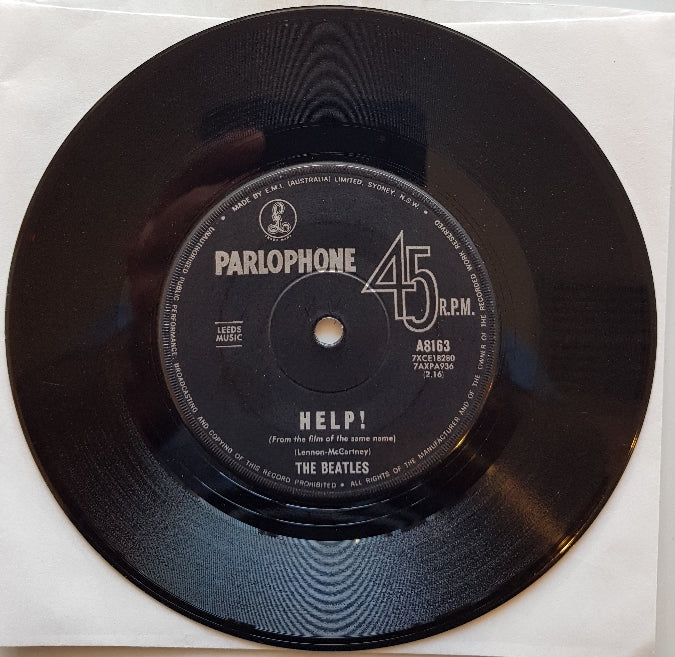 MADE BY E.M.I. (AUSTRALIA) LIMITED, SYDNEY, N.S.W. •
PARLOPHONE
45
R.P.M.
LEEDS
MUSIC
A8163
7XCE18280
7AXPA936
(2.16)
HELP!
(From the film of the same name)
(Lennon-McCartney)
THE BEATLES
UNAUTHORISED PUBLIC PERFORMANCE, BROADCASTING AND COPYING OF THIS RECORD PROHIBITED • ALL RIGHTS OF THE MANUFACTURER AND OF THE OWNER OF THE RECORDED WORK RESERVED